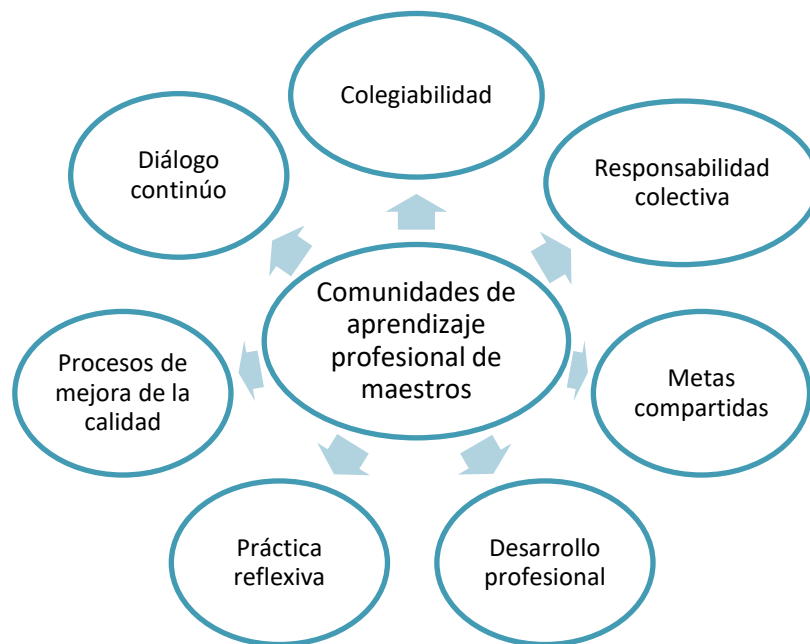 Colegiabilidad
Responsabilidad
colectiva
Metas
compartidas
Desarrollo
profesional
Práctica
reflexiva
Procesos de
mejora de la
calidad
Diálogo
continúo
Comunidades de
aprendizaje
profesional de
maestros